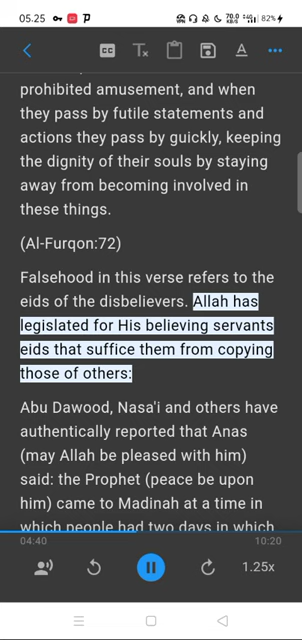 05.25
70.0
KB/S
82%
CC
prohibited amusement, and when
they pass by futile statements and
actions they pass by guickly, keeping
the dignity of their souls by staying
away from becoming involved in
these things.
(Al-Furqon:72)
Falsehood in this verse refers to the
eids of the disbelievers. Allah has
legislated for His believing servants
eids that suffice them from copying
those of others:
Abu Dawood, Nasa'i and others have
authentically reported that Anas
(may Allah be pleased with him)
said: the Prophet (peace be upon
him) came to Madinah at a time in
which people had two days in which
04:40
10:20
1.25x